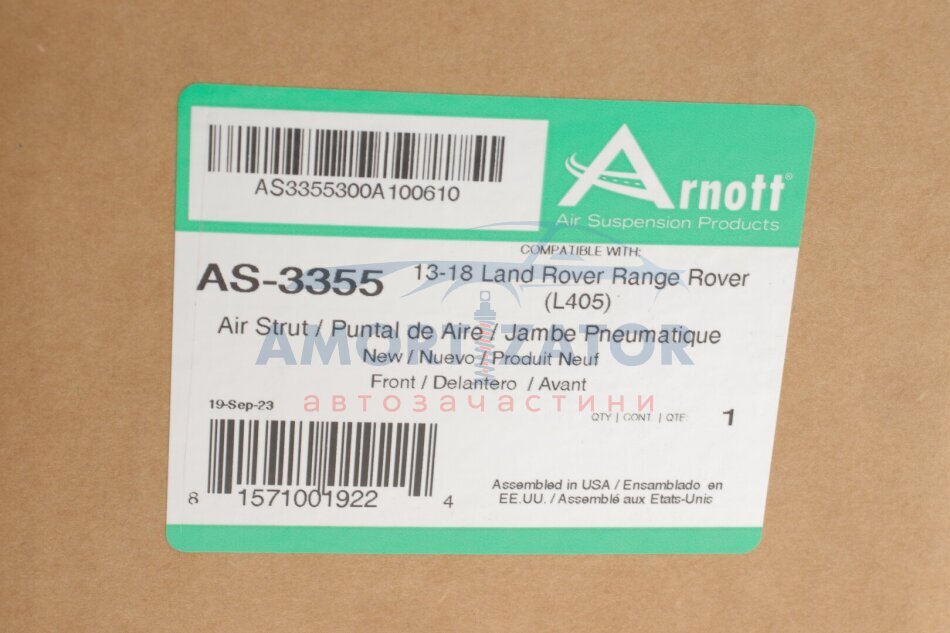 AS3355300A100610
Arnott®
Air Suspension Products
COMPATIBLE WITH:
AS-3355
13-18 Land Rover Range Rover
(L405)
Air Strut / Puntal de Aire / Jambe Pneumatique
AMORTIZATOR
New / Nuevo / Produit Neuf
Front / Delantero / Avant
автозачастини
19-Sep-23
QTY | CONT. | QTE: 1
8 1571001922 4
Assembled in USA / Ensamblado en
EE.UU. / Assemblé aux Etats-Unis